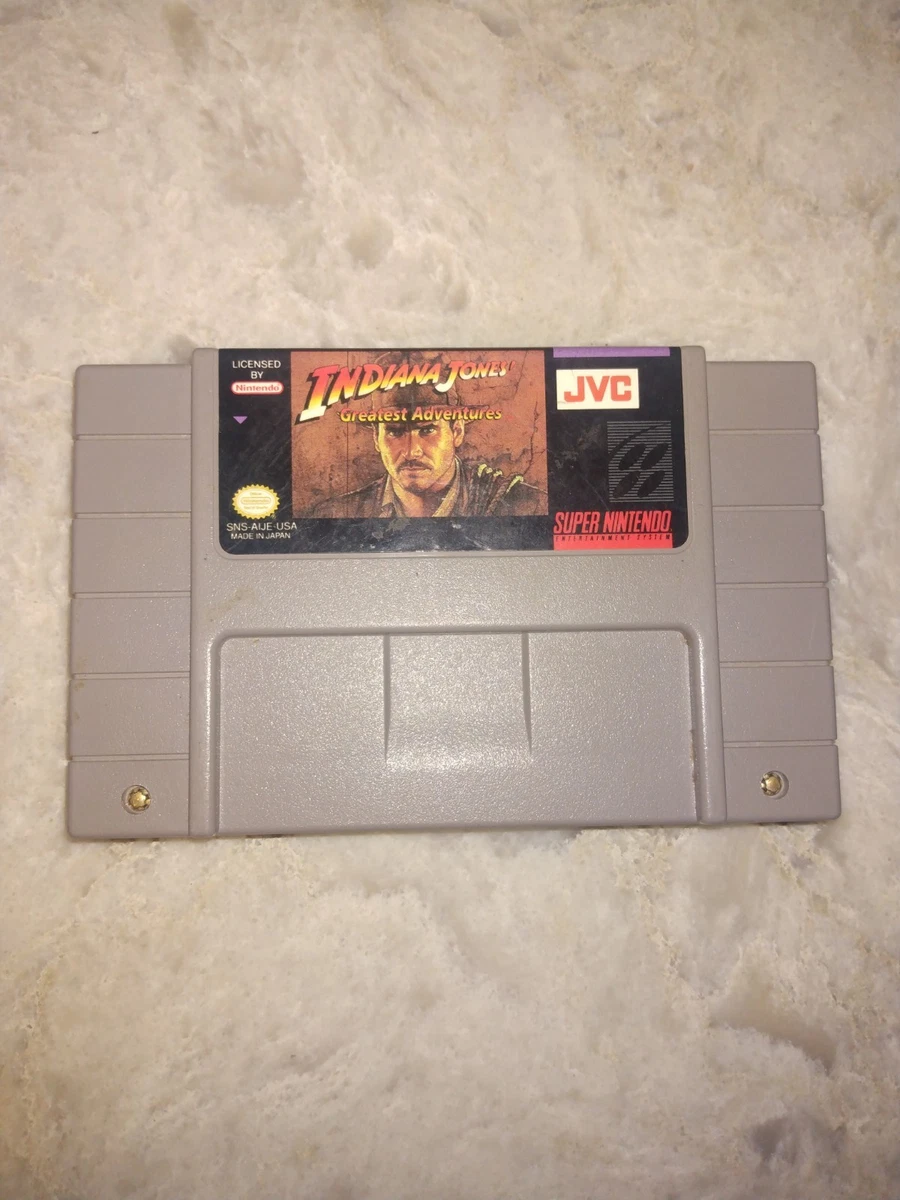 LICENSED
BY
Nintendo
INDIANA JONES'
Greatest Adventures
JVC
SNS-AIJE-USA
MADE IN JAPAN
SUPER NINTENDO
ENTERTAINMENT SYSTEM